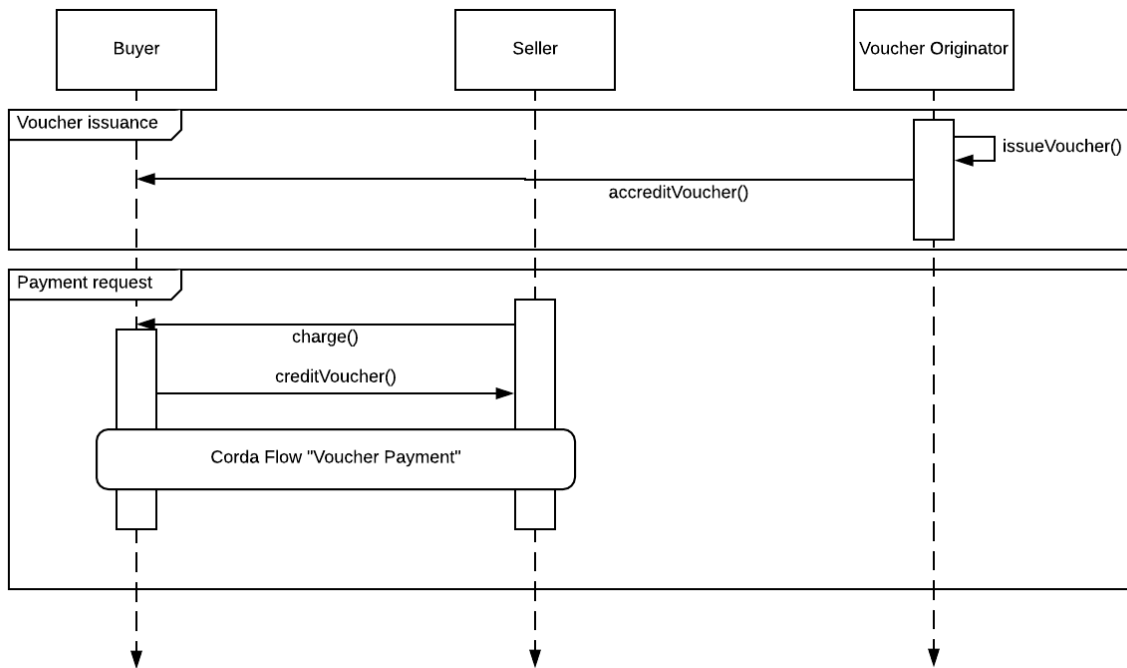 Buyer
Seller
Voucher Originator
Voucher issuance
issueVoucher()
accreditVoucher()
Payment request
charge()
creditVoucher()
Corda Flow "Voucher Payment"